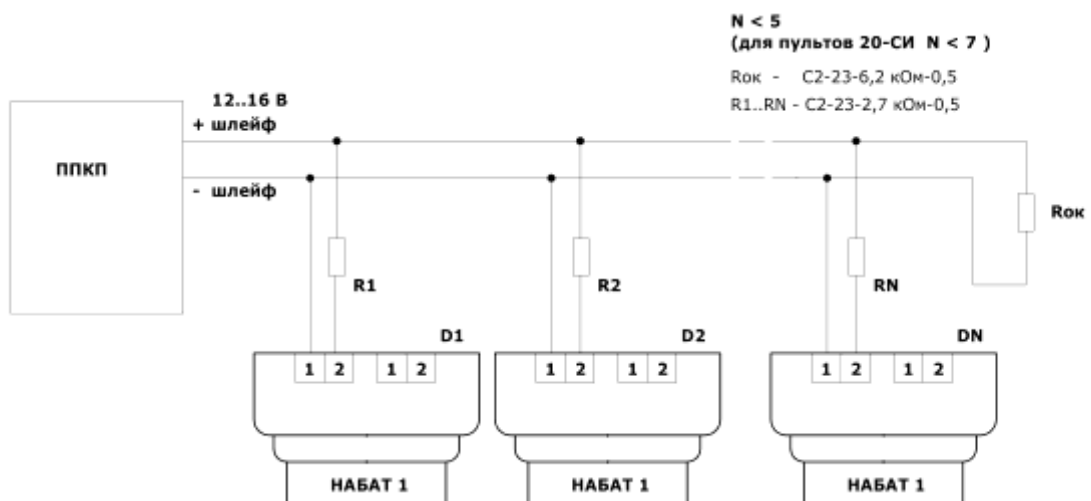 N < 5
(для пультов 20-СИ N < 7 )
Rок - С2-23-6,2 кОм-0,5
R1..RN - С2-23-2,7 кОм-0,5
12..16 В
+ шлейф
ППКП
- шлейф
Rок
R1
R2
RN
D1
D2
DN
1 2 1 2
1 2 1 2
1 2 1 2
НАБАТ 1
НАБАТ 1
НАБАТ 1